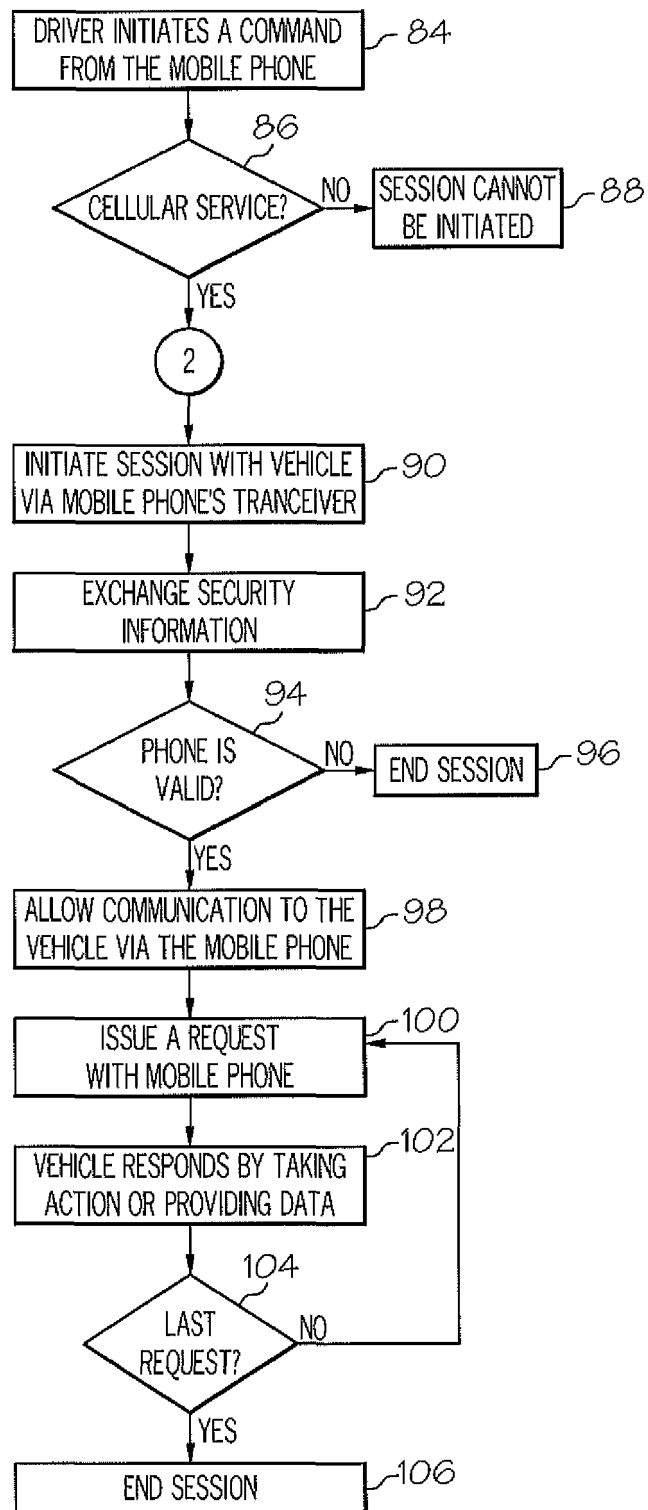 DRIVER INITIATES A COMMAND
FROM THE MOBILE PHONE
84
86
CELLULAR SERVICE?
NO
SESSION CANNOT
BE INITIATED
88
YES
2
INITIATE SESSION WITH VEHICLE
VIA MOBILE PHONE'S TRANCEIVER
90
EXCHANGE SECURITY
INFORMATION
92
94
PHONE IS
VALID?
NO
END SESSION
96
YES
ALLOW COMMUNICATION TO THE
VEHICLE VIA THE MOBILE PHONE
98
ISSUE A REQUEST
WITH MOBILE PHONE
100
VEHICLE RESPONDS BY TAKING
ACTION OR PROVIDING DATA
102
104
LAST
REQUEST?
NO
YES
END SESSION
106